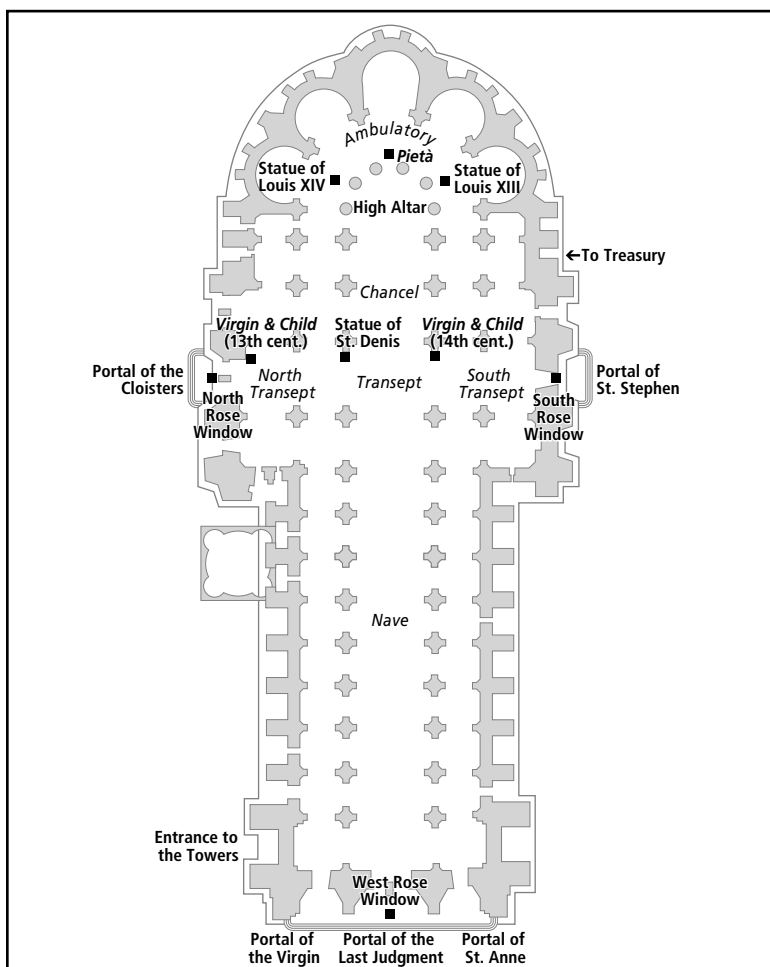 Ambulatory
Pietà
Statue of
Louis XIV
Statue of
Louis XIII
High Altar
←To Treasury
Chancel
Virgin & Child
(13th cent.)
Statue of
St. Denis
Virgin & Child
(14th cent.)
Portal of the
Cloisters
North
Transept
Transept
South
Transept
Portal of
St. Stephen
North
Rose
Window
South
Rose
Window
Nave
Entrance to
the Towers
West Rose
Window
Portal of
the Virgin
Portal of the
Last Judgment
Portal of
St. Anne